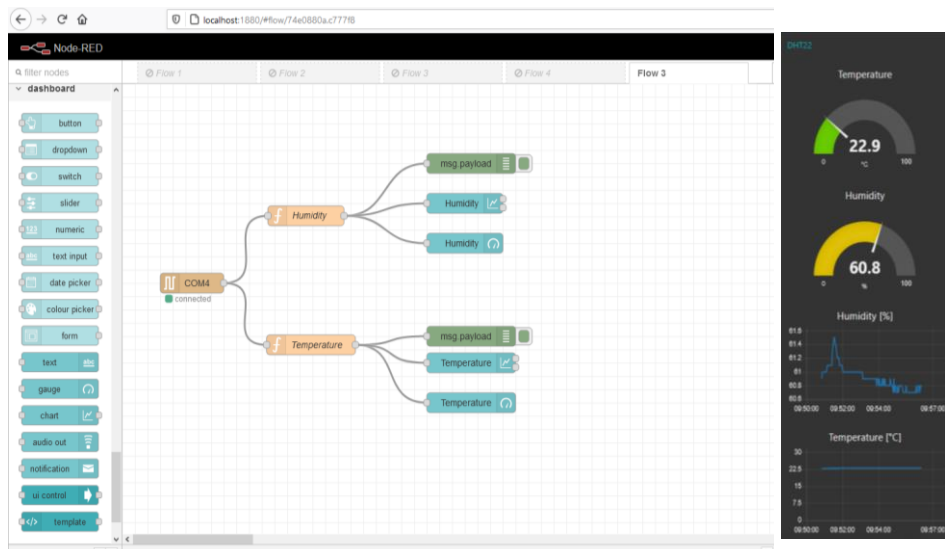 localhost:1880/#flow/74e0880a.c777f8
Node-RED
filter nodes
Flow 1
Flow 2
Flow 3
Flow 4
Flow 3
dashboard
button
dropdown
switch
slider
numeric
text input
date picker
colour picker
form
text
gauge
chart
audio out
notification
ui control
template
COM4
connected
Humidity
Temperature
msg.payload
Humidity
Humidity
msg.payload
Temperature
Temperature
DHT22
Temperature
22.9
0 °C 100
Humidity
60.8
0 % 100
Humidity [%]
61.6
61.4
61.2
61
60.8
60.6
09:50:00 09:52:00 09:54:00 09:57:00
Temperature [°C]
30
22.5
15
7.5
0
09:50:00 09:52:00 09:54:00 09:57:00